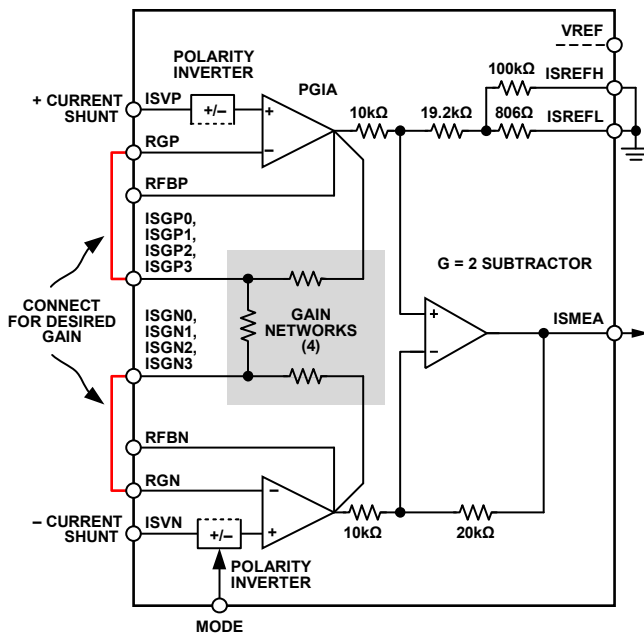 VREF
POLARITY
INVERTER
100kΩ
ISREFH
PGIA
+ CURRENT
SHUNT
ISVP
+/–
+
10kΩ
19.2kΩ
806Ω
ISREFL
RGP
–
RFBP
ISGP0,
ISGP1,
ISGP2,
ISGP3
G = 2 SUBTRACTOR
CONNECT
FOR DESIRED
GAIN
GAIN
NETWORKS
(4)
+
ISMEA
ISGN0,
ISGN1,
ISGN2,
ISGN3
–
RFBN
RGN
–
– CURRENT
SHUNT
ISVN
+/–
+
10kΩ
20kΩ
POLARITY
INVERTER
MODE